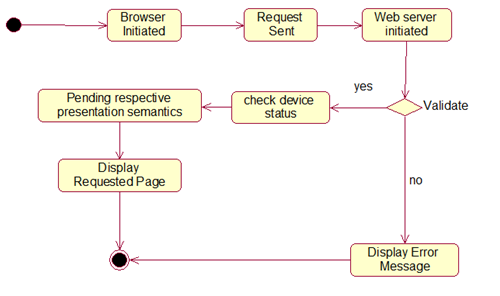 Browser
Initiated
Request
Sent
Web server
initiated
yes
Validate
check device
status
Pending respective
presentation semantics
Display
Requested Page
no
Display Error
Message